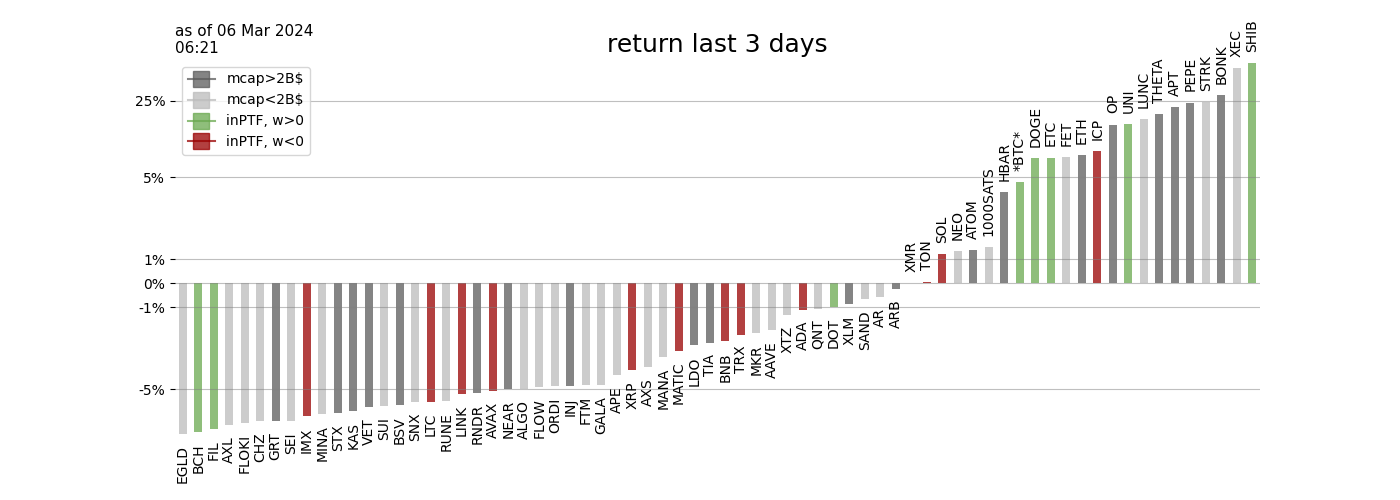 as of 06 Mar 2024
06:21
return last 3 days
mcap>2B$
mcap<2B$
inPTF, w>0
inPTF, w<0
25%
5%
1%
0%
-1%
-5%
EGLD
BCH
FIL
AXL
FLOKI
CHZ
GRT
SEI
IMX
MINA
STX
KAS
VET
SUI
BSV
SNX
LTC
RUNE
LINK
RNDR
AVAX
NEAR
ALGO
FLOW
ORDI
INJ
FTM
GALA
APE
XRP
AXS
MANA
MATIC
LDO
TIA
BNB
TRX
MKR
AAVE
XTZ
ADA
QNT
DOT
XLM
SAND
AR
ARB
XMR
TON
SOL
NEO
ATOM
1000SATS
HBAR
*BTC*
DOGE
ETC
FET
ETH
ICP
OP
UNI
LUNC
THETA
APT
PEPE
STRK
BONK
XEC
SHIB